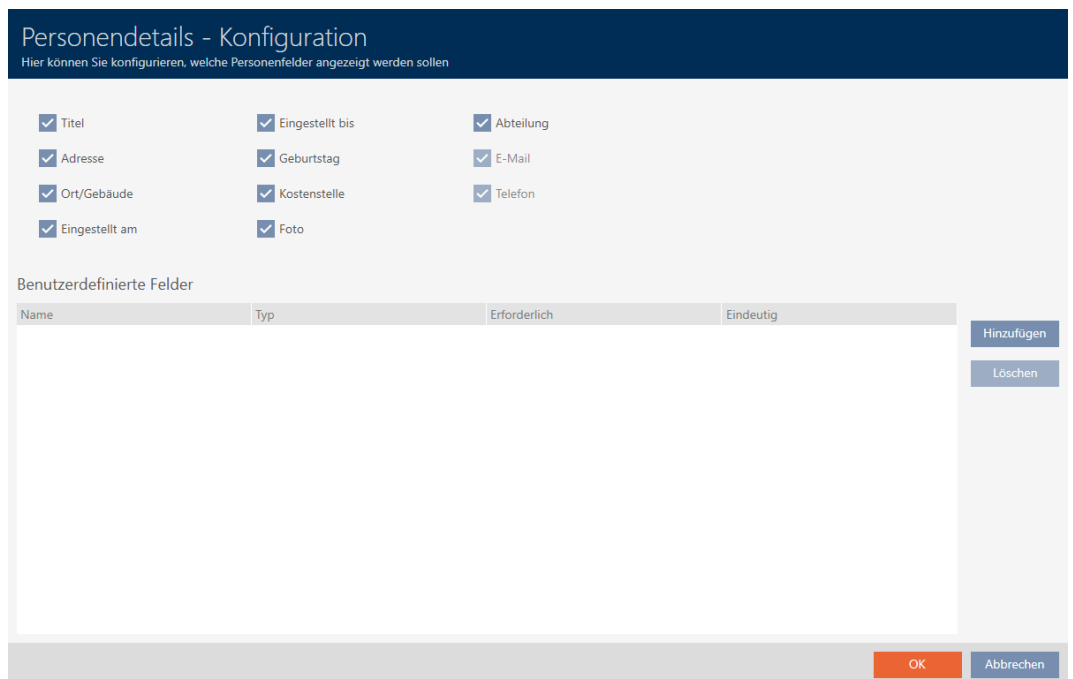 Personendetails - Konfiguration
Hier können Sie konfigurieren, welche Personenfelder angezeigt werden sollen
Titel
Eingestellt bis
Abteilung
Adresse
Geburtstag
E-Mail
Ort/Gebäude
Kostenstelle
Telefon
Eingestellt am
Foto
Benutzerdefinierte Felder
Name
Typ
Erforderlich
Eindeutig
Hinzufügen
Löschen
OK
Abbrechen